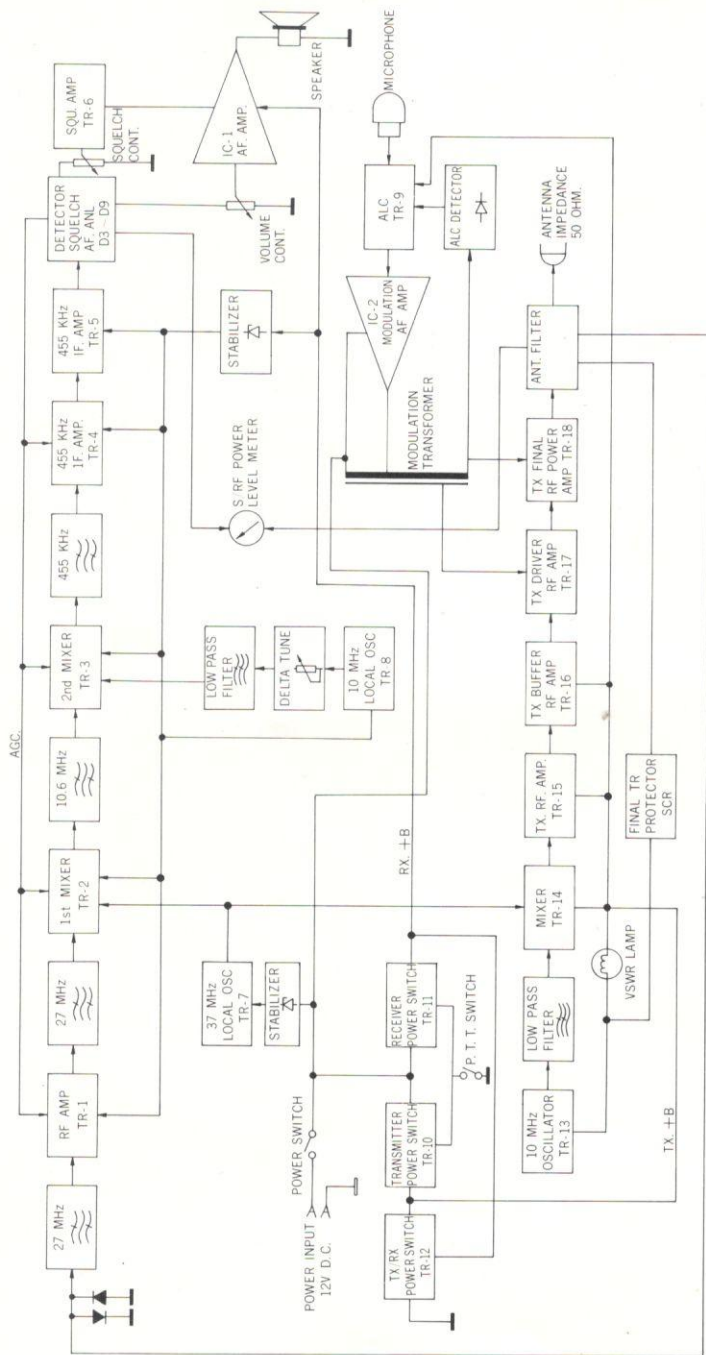 27 MHz
RF AMP
TR-1
27 MHz
1st MIXER
TR-2
10.6 MHz
2nd MIXER
TR-3
455 KHz
455 KHz
IF. AMP.
TR-4
455 KHz
IF. AMP
TR-5
DETECTOR
SQUELCH
AF. ANL
D3~D9
SQU. AMP
TR-6
SQUELCH
CONT.
AGC.
IC-1
AF. AMP.
SPEAKER
VOLUME
CONT.
STABILIZER
S/RF POWER
LEVEL METER
LOW PASS
FILTER
DELTA TUNE
10 MHz
LOCAL OSC
TR-8
37 MHz
LOCAL OSC
TR-7
STABILIZER
POWER SWITCH
POWER INPUT
12V D.C.
TX/RX
POWER SWITCH
TR-12
TRANSMITTER
POWER SWITCH
TR-10
RECEIVER
POWER SWITCH
TR-11
P. T. T. SWITCH
RX. +B
MICROPHONE
ALC
TR-9
ALC DETECTOR
IC-2
MODULATION
AF AMP
MODULATION
TRANSFORMER
10 MHz
OSCILLATOR
TR-13
LOW PASS
FILTER
MIXER
TR-14
TX. RF. AMP.
TR-15
TX BUFFER
RF AMP
TR-16
TX DRIVER
RF AMP
TR-17
TX FINAL
RF POWER
AMP TR-18
ANT. FILTER
ANTENNA
IMPEDANCE
50 OHM.
VSWR LAMP
FINAL TR
PROTECTOR
SCR
TX. +B